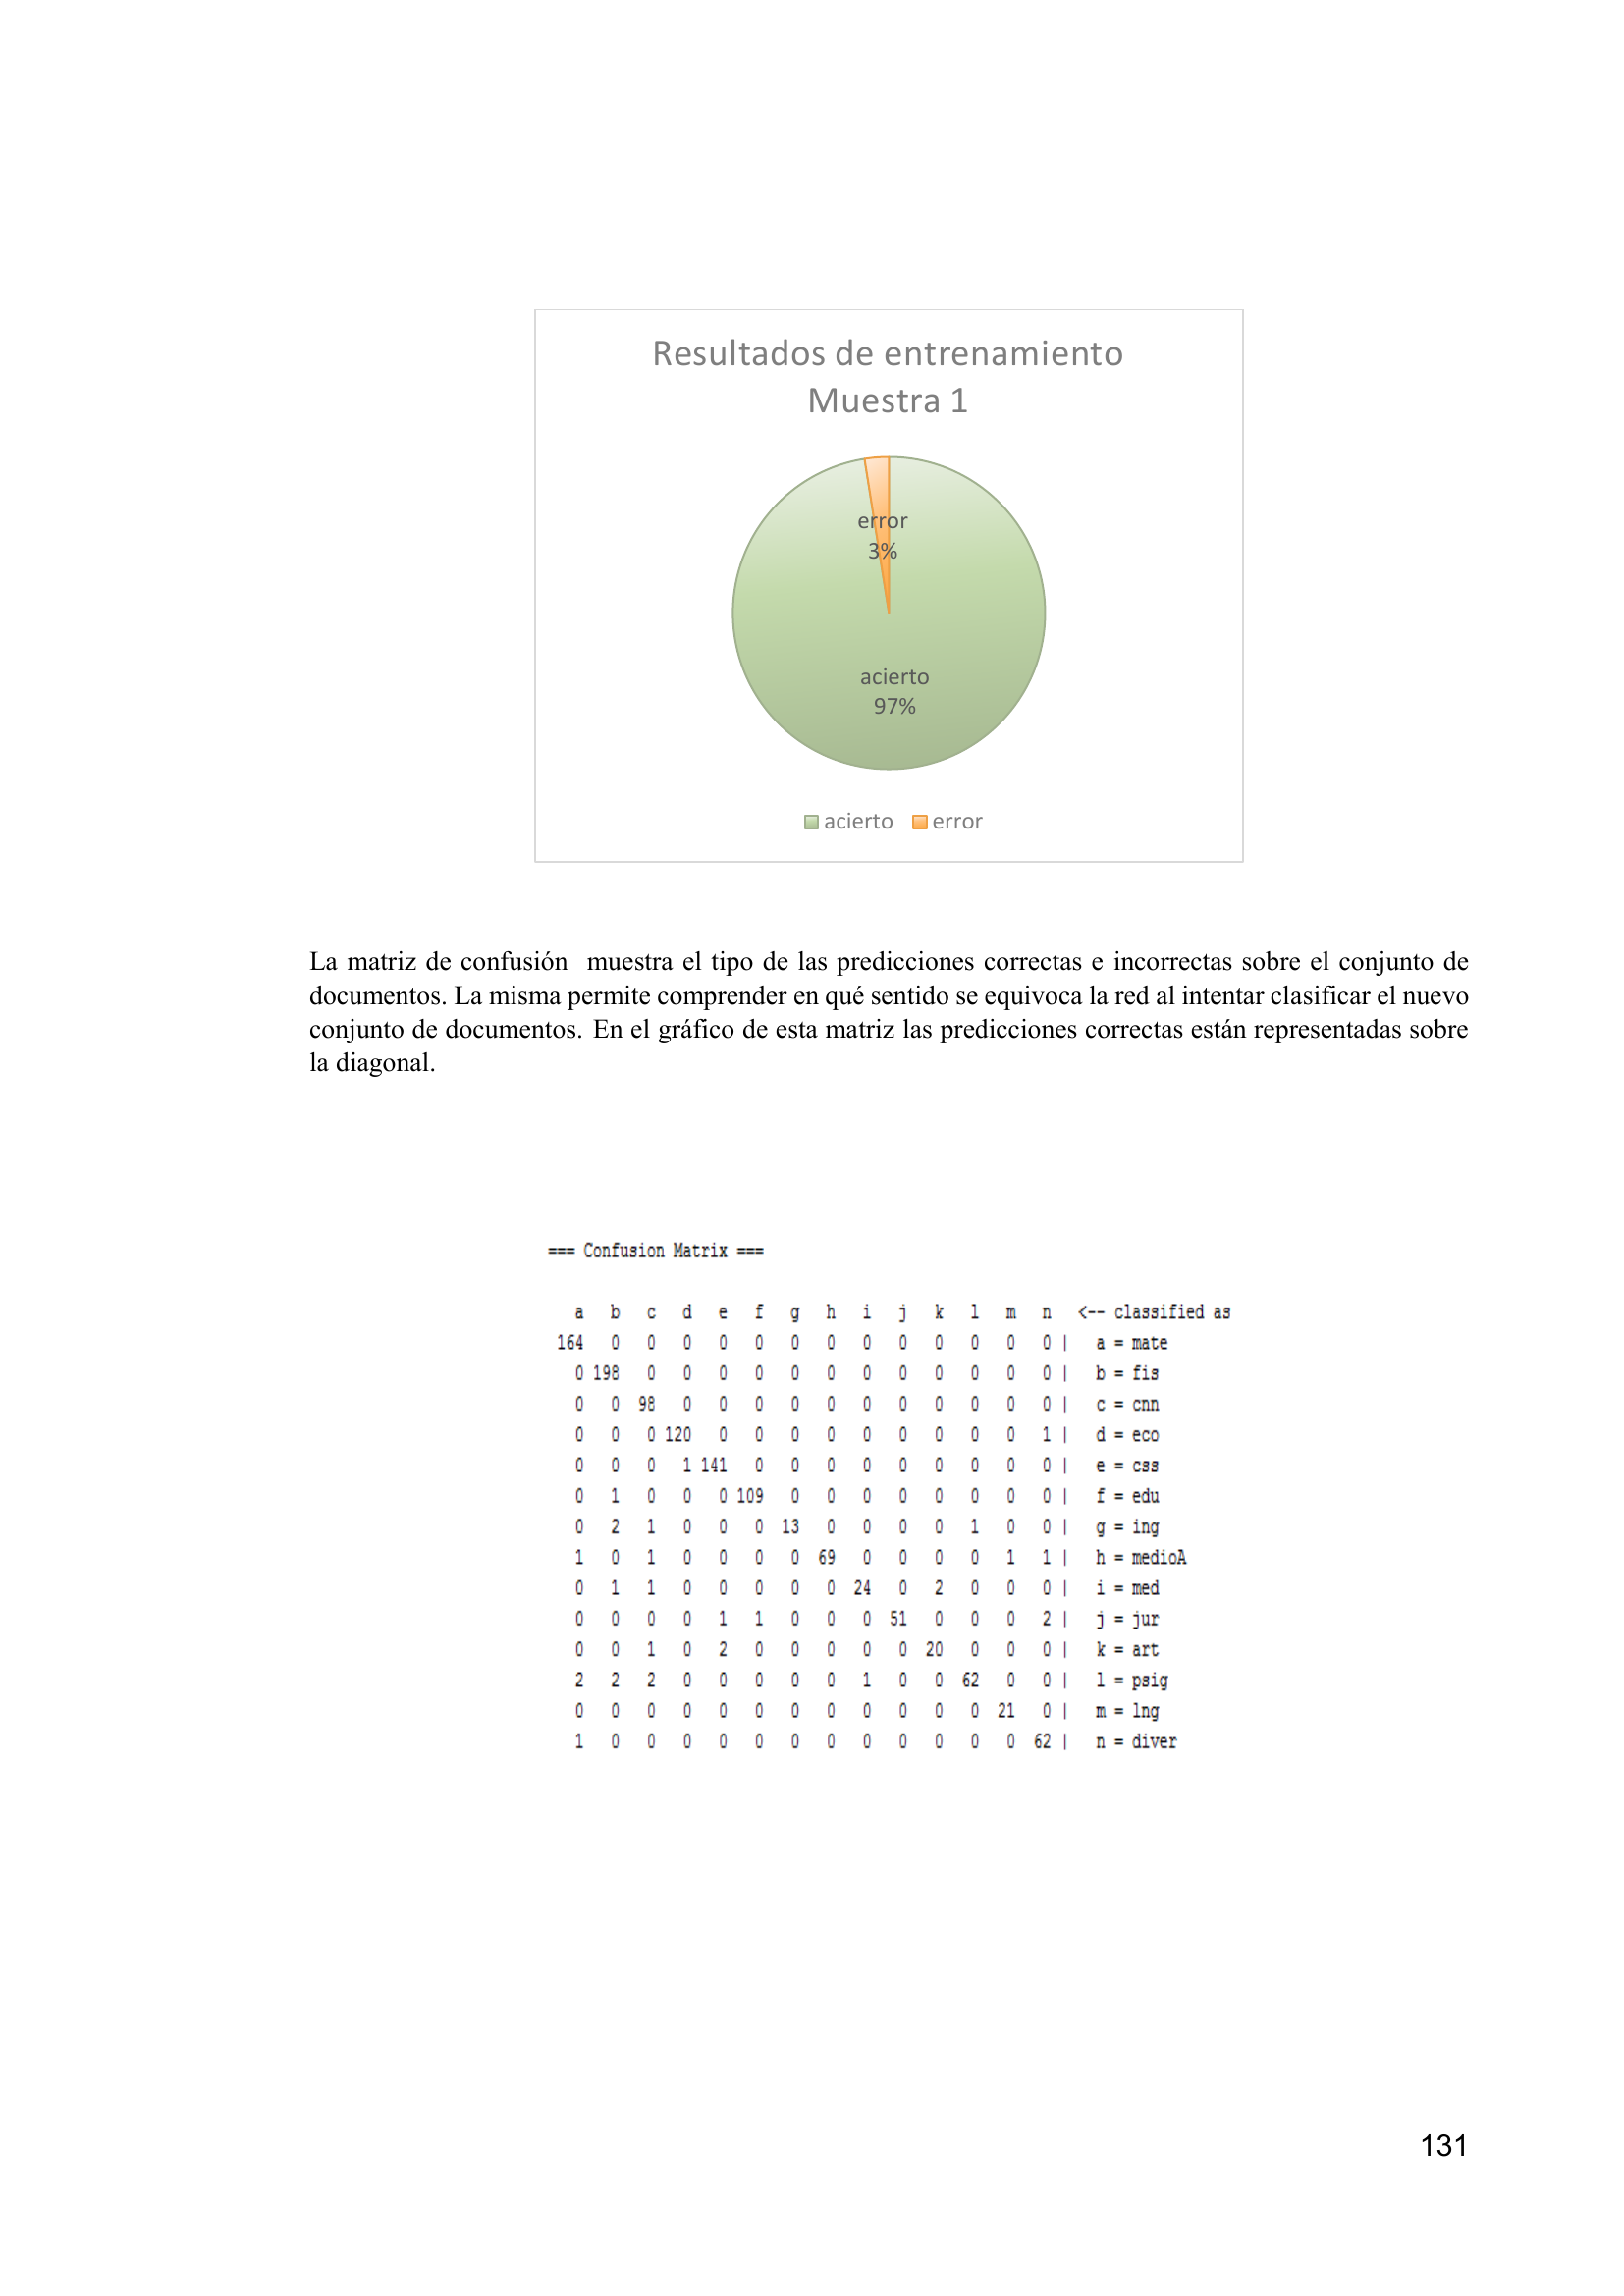 Resultados de entrenamiento
Muestra 1
error
3%
acierto
97%
acierto error
La matriz de confusión  muestra el tipo de las predicciones correctas e incorrectas sobre el conjunto de
documentos. La misma permite comprender en qué sentido se equivoca la red al intentar clasificar el nuevo
conjunto de documentos. En el gráfico de esta matriz las predicciones correctas están representadas sobre
la diagonal.
=== Confusion Matrix ===
a b c d e f g h i j k l m n <-- classified as
164 0 0 0 0 0 0 0 0 0 0 0 0 0 | a = mate
0 198 0 0 0 0 0 0 0 0 0 0 0 0 | b = fis
0 0 98 0 0 0 0 0 0 0 0 0 0 0 | c = cnn
0 0 0 120 0 0 0 0 0 0 0 0 0 1 | d = eco
0 0 0 1 141 0 0 0 0 0 0 0 0 0 | e = css
0 1 0 0 0 109 0 0 0 0 0 0 0 0 | f = edu
0 2 1 0 0 0 13 0 0 0 0 1 0 0 | g = ing
1 0 1 0 0 0 0 69 0 0 0 0 1 1 | h = medioA
0 1 1 0 0 0 0 0 24 0 2 0 0 0 | i = med
0 0 0 0 1 1 0 0 0 51 0 0 0 2 | j = jur
0 0 1 0 2 0 0 0 0 0 20 0 0 0 | k = art
2 2 2 0 0 0 0 0 1 0 0 62 0 0 | l = psig
0 0 0 0 0 0 0 0 0 0 0 0 21 0 | m = lng
1 0 0 0 0 0 0 0 0 0 0 0 0 62 | n = diver
131